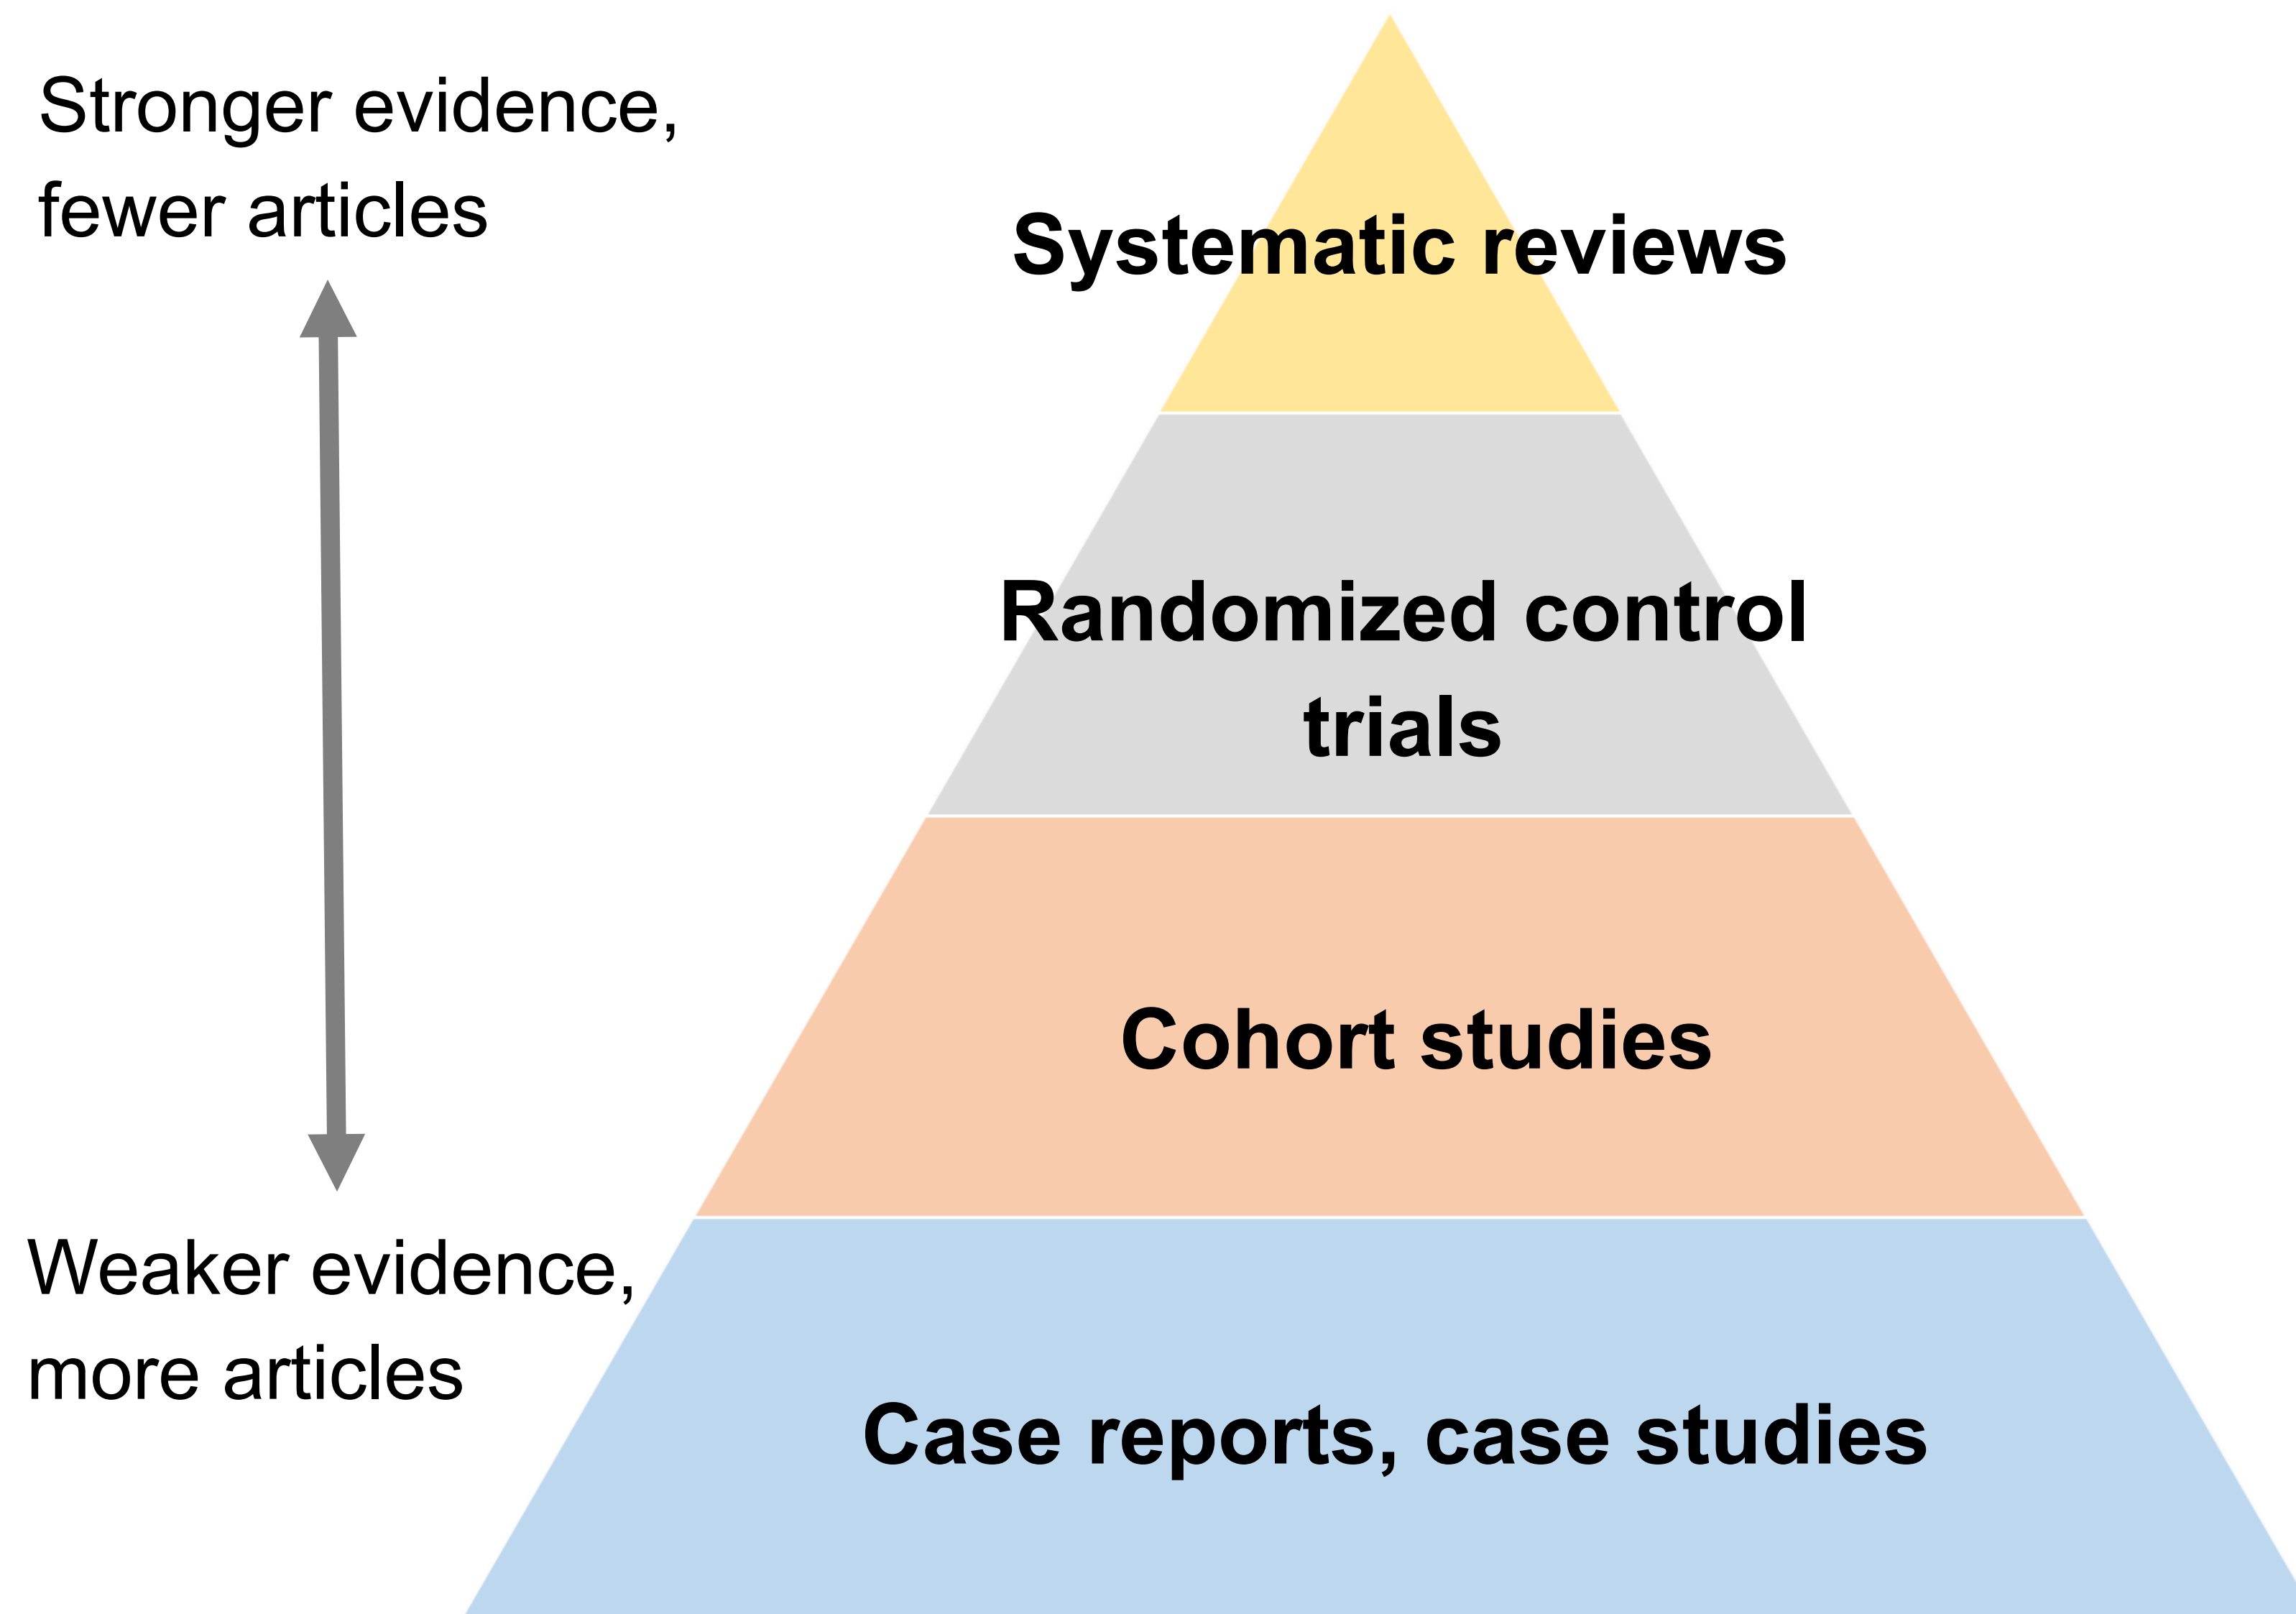 Stronger evidence,
fewer articles
Systematic reviews
Randomized control
trials
Cohort studies
Weaker evidence,
more articles
Case reports, case studies